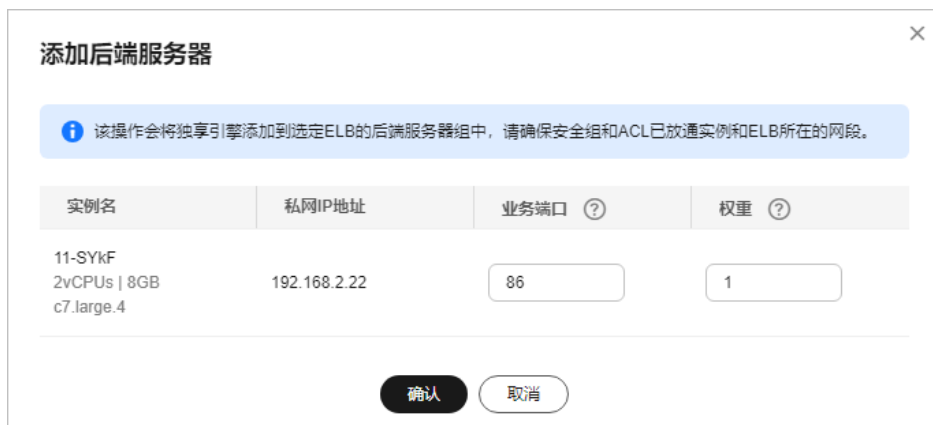 添加后端服务器
该操作会将独享引擎添加到选定ELB的后端服务器组中，请确保安全组和ACL已放通实例和ELB所在的网段。
实例名 私网IP地址 业务端口 权重
11-SYkF
2vCPUs | 8GB
c7.large.4
192.168.2.22
86
1
确认 取消